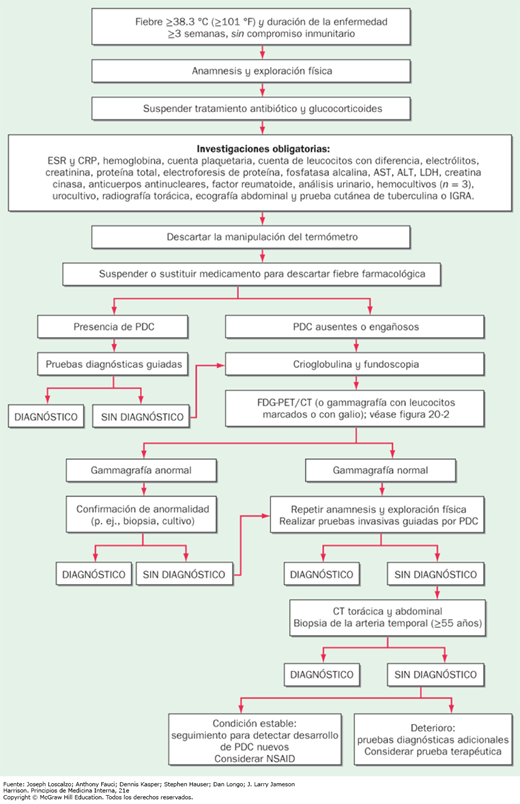 Fiebre ≥38.3 °C (≥101 °F) y duración de la enfermedad
≥3 semanas, sin compromiso inmunitario
Anamnesis y exploración física
Suspender tratamiento antibiótico y glucocorticoides
Investigaciones obligatorias:
ESR y CRP, hemoglobina, cuenta plaquetaria, cuenta de leucocitos con diferencia, electrólitos,
creatinina, proteína total, electroforesis de proteína, fosfatasa alcalina, AST, ALT, LDH, creatina
cinasa, anticuerpos antinucleares, factor reumatoide, análisis urinario, hemocultivos (n = 3),
urocultivo, radiografía torácica, ecografía abdominal y prueba cutánea de tuberculina o IGRA.
Descartar la manipulación del termómetro
Suspender o sustituir medicamento para descartar fiebre farmacológica
Presencia de PDC
PDC ausentes o engañosos
Pruebas diagnósticas guiadas
Crioglobulina y fundoscopia
DIAGNÓSTICO
SIN DIAGNÓSTICO
FDG-PET/CT (o gammagrafía con leucocitos
marcados o con galio); véase figura 20-2
Gammagrafía anormal
Gammagrafía normal
Confirmación de anormalidad
(p. ej., biopsia, cultivo)
Repetir anamnesis y exploración física
Realizar pruebas invasivas guiadas por PDC
DIAGNÓSTICO
SIN DIAGNÓSTICO
DIAGNÓSTICO
SIN DIAGNÓSTICO
CT torácica y abdominal
Biopsia de la arteria temporal (≥55 años)
DIAGNÓSTICO
SIN DIAGNÓSTICO
Condición estable:
seguimiento para detectar desarrollo
de PDC nuevos
Considerar NSAID
Deterioro:
pruebas diagnósticas adicionales
Considerar prueba terapéutica
Fuente: Joseph Loscalzo; Anthony Fauci; Dennis Kasper; Stephen Hauser; Dan Longo; J. Larry Jameson
Harrison. Principios de Medicina Interna, 21e
Copyright © McGraw Hill Education. Todos los derechos reservados.